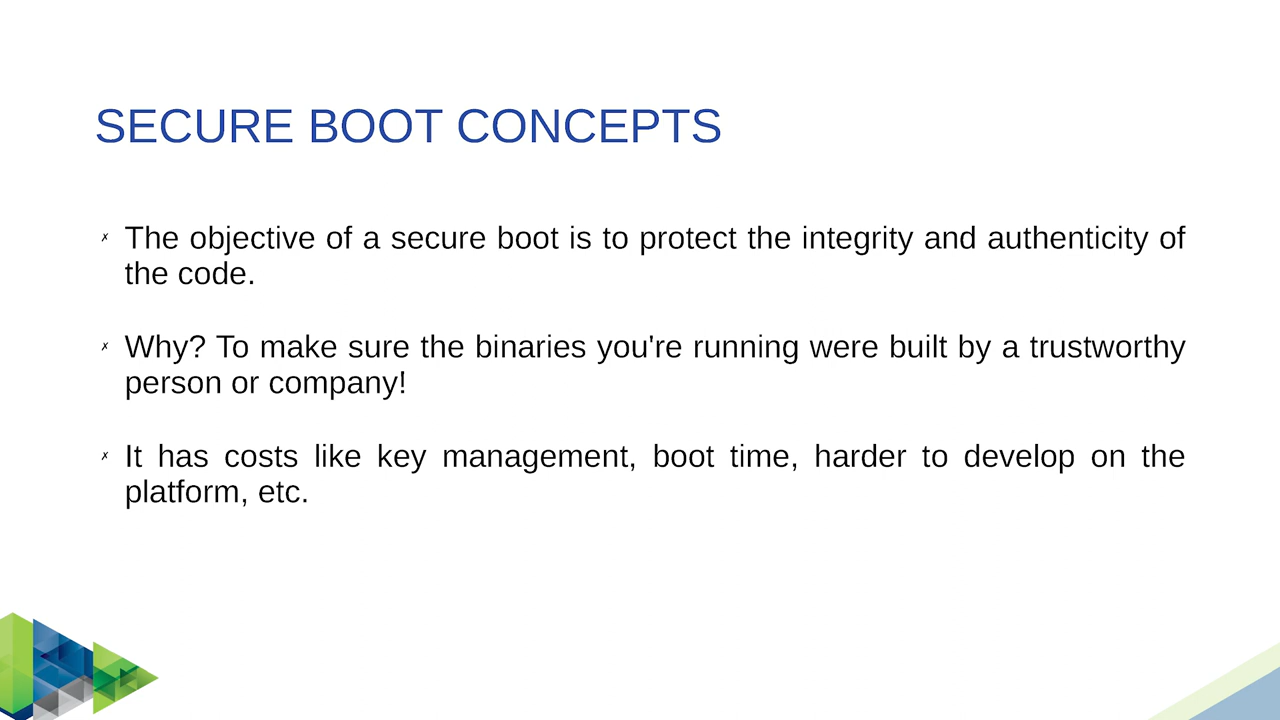 SECURE BOOT CONCEPTS
✗ The objective of a secure boot is to protect the integrity and authenticity of
the code.
✗ Why? To make sure the binaries you're running were built by a trustworthy
person or company!
✗ It has costs like key management, boot time, harder to develop on the
platform, etc.